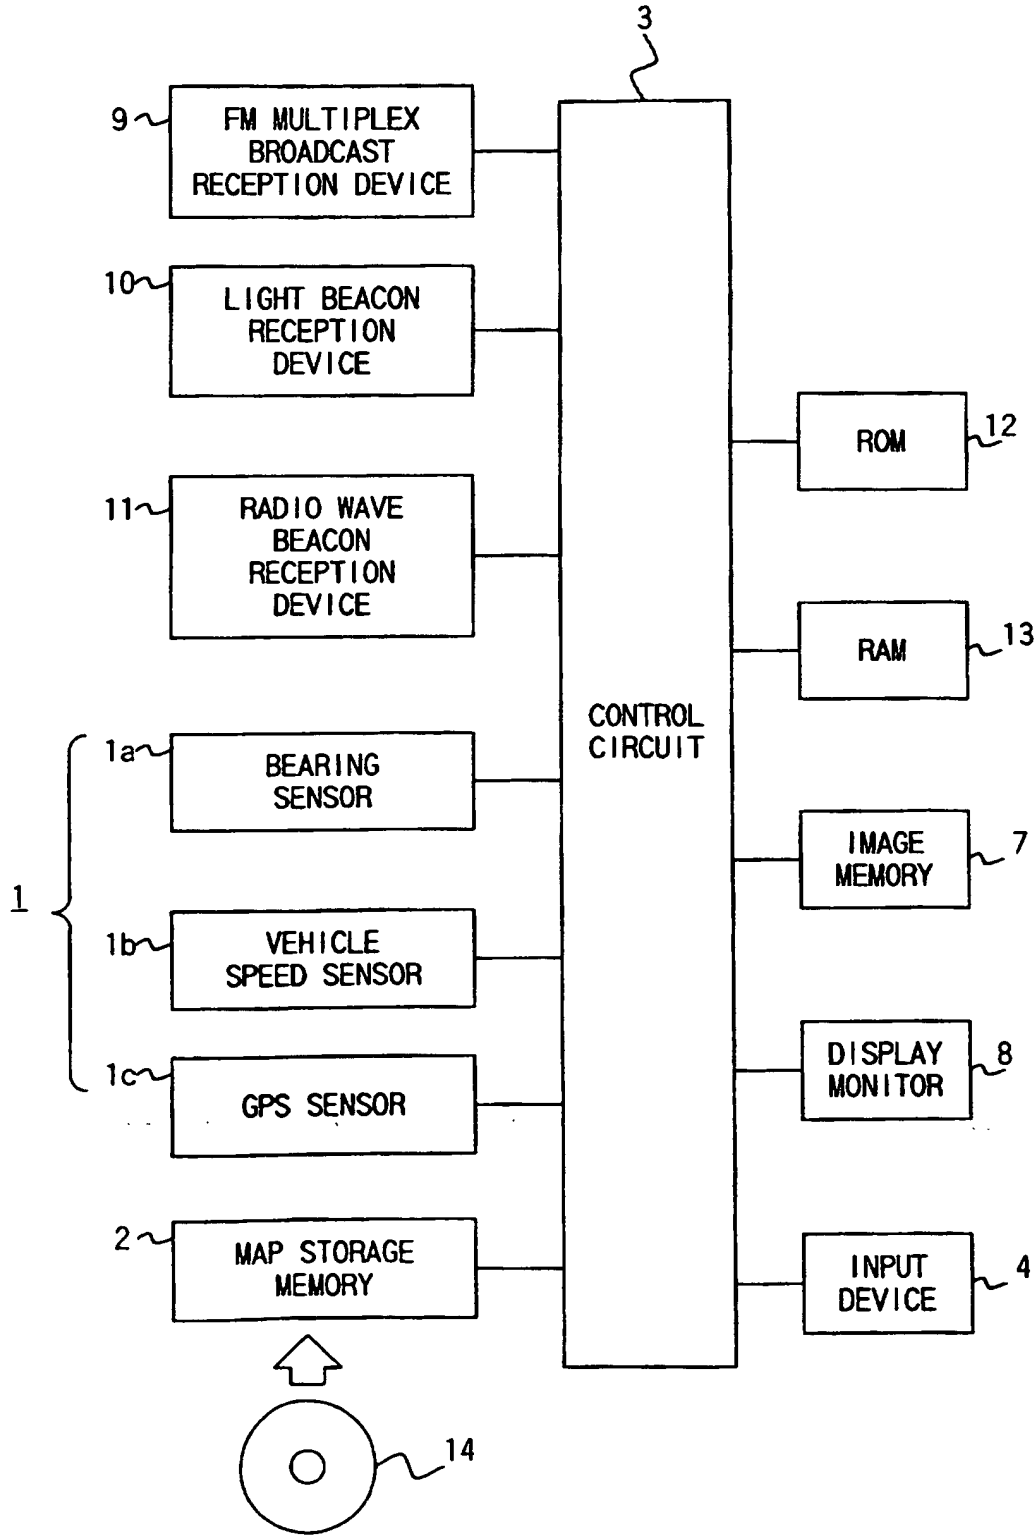 3
9
FM MULTIPLEX
BROADCAST
RECEPTION DEVICE
10
LIGHT BEACON
RECEPTION
DEVICE
11
RADIO WAVE
BEACON
RECEPTION
DEVICE
1
1a
BEARING
SENSOR
1b
VEHICLE
SPEED SENSOR
1c
GPS SENSOR
2
MAP STORAGE
MEMORY
14
CONTROL
CIRCUIT
ROM
12
RAM
13
IMAGE
MEMORY
7
DISPLAY
MONITOR
8
INPUT
DEVICE
4